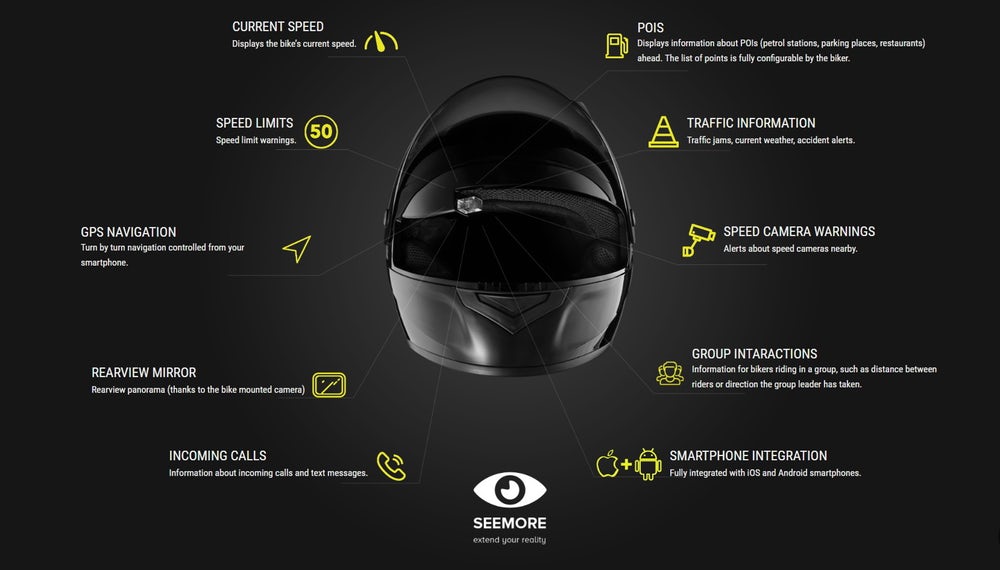 CURRENT SPEED
Displays the bike's current speed.
POIS
Displays information about POIs (petrol stations, parking places, restaurants)
ahead. The list of points is fully configurable by the biker.
SPEED LIMITS
Speed limit warnings.
50
TRAFFIC INFORMATION
Traffic jams, current weather, accident alerts.
GPS NAVIGATION
Turn by turn navigation controlled from your
smartphone.
SPEED CAMERA WARNINGS
Alerts about speed cameras nearby.
REARVIEW MIRROR
Rearview panorama (thanks to the bike mounted camera)
GROUP INTARACTIONS
Information for bikers riding in a group, such as distance between
riders or direction the group leader has taken.
INCOMING CALLS
Information about incoming calls and text messages.
SMARTPHONE INTEGRATION
Fully integrated with iOS and Android smartphones.
SEEMORE
extend your reality